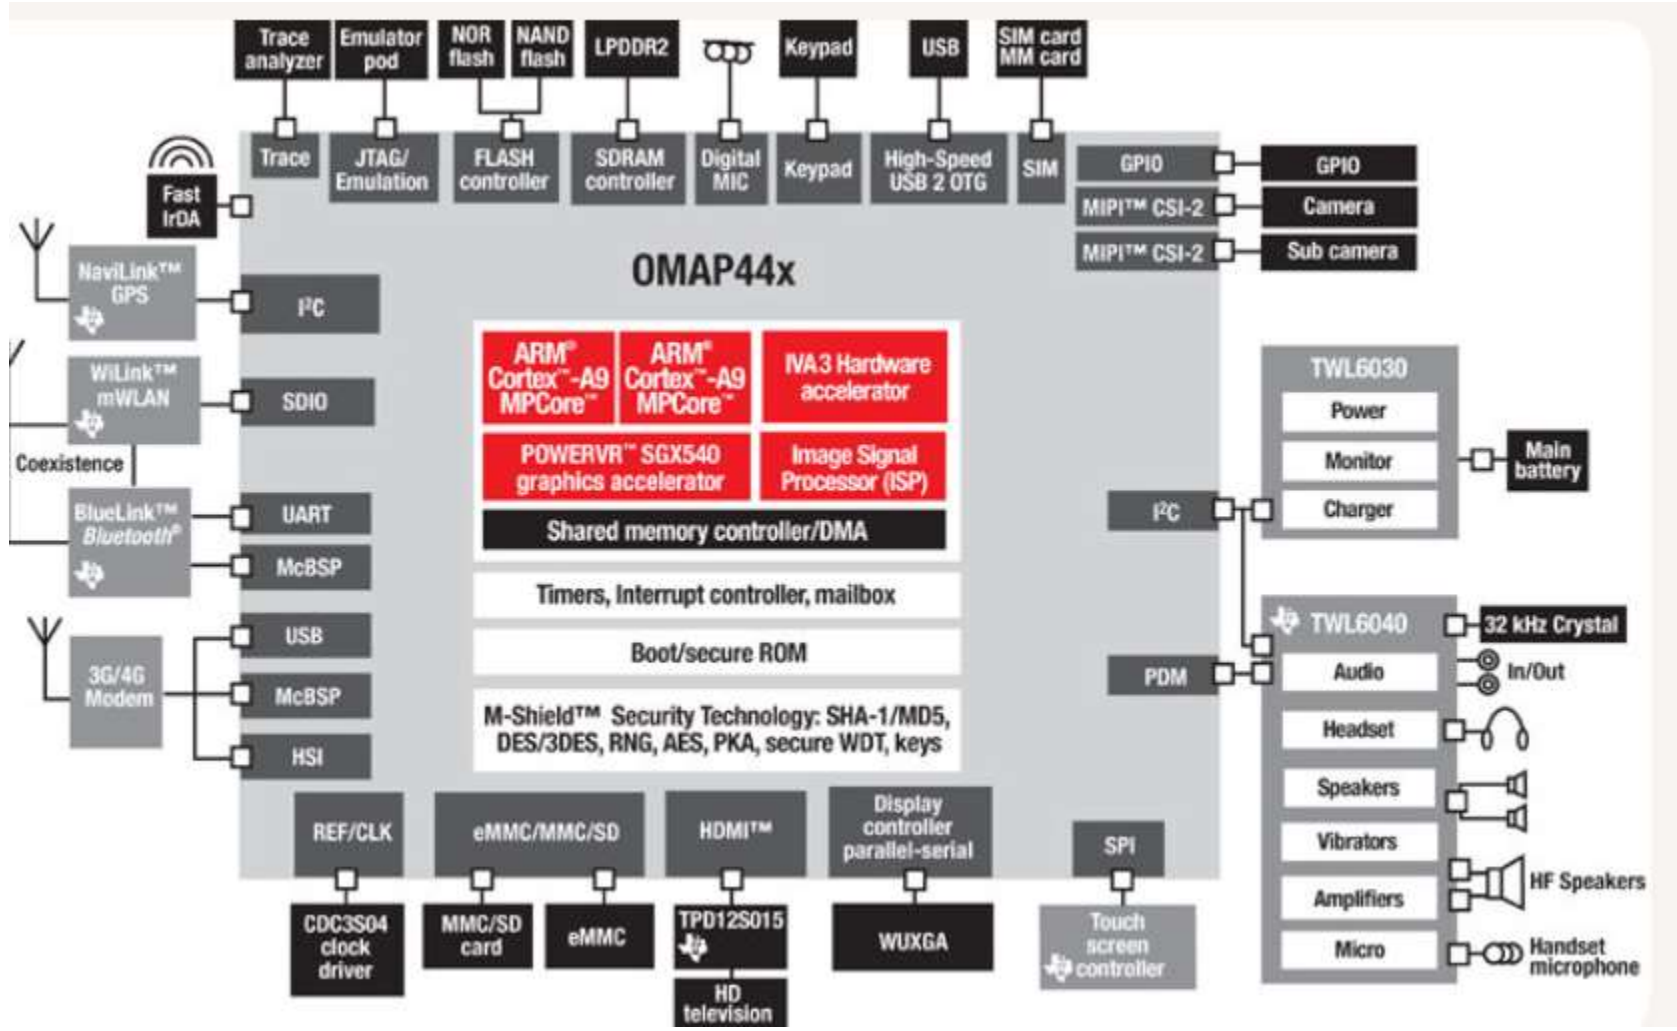 Trace
analyzer
Emulator
pod
NOR
flash
NAND
flash
LPDDR2
Keypad
USB
SIM card
MM card
Trace
JTAG/
Emulation
FLASH
controller
SDRAM
controller
Digital
MIC
Keypad
High-Speed
USB 2 OTG
SIM
GPIO
GPIO
MIPI™ CSI-2
Camera
MIPI™ CSI-2
Sub camera
Fast
IrDA
OMAP44x
NaviLink™
GPS
I²C
WiLink™
mWLAN
SDIO
Coexistence
BlueLink™
Bluetooth®
UART
McBSP
3G/4G
Modem
USB
McBSP
HSI
ARM®
Cortex™-A9
MPCore™
ARM®
Cortex™-A9
MPCore™
IVA3 Hardware
accelerator
POWERVR™ SGX540
graphics accelerator
Image Signal
Processor (ISP)
Shared memory controller/DMA
Timers, Interrupt controller, mailbox
Boot/secure ROM
M-Shield™ Security Technology: SHA-1/MD5,
DES/3DES, RNG, AES, PKA, secure WDT, keys
I²C
PDM
TWL6030
Power
Monitor
Charger
Main
battery
TWL6040
32 kHz Crystal
Audio
In/Out
Headset
Speakers
Vibrators
Amplifiers
HF Speakers
Micro
Handset
microphone
REF/CLK
eMMC/MMC/SD
HDMI™
Display
controller
parallel-serial
SPI
CDC3S04
clock
driver
MMC/SD
card
eMMC
TPD12S015
HD
television
WUXGA
Touch
screen
controller